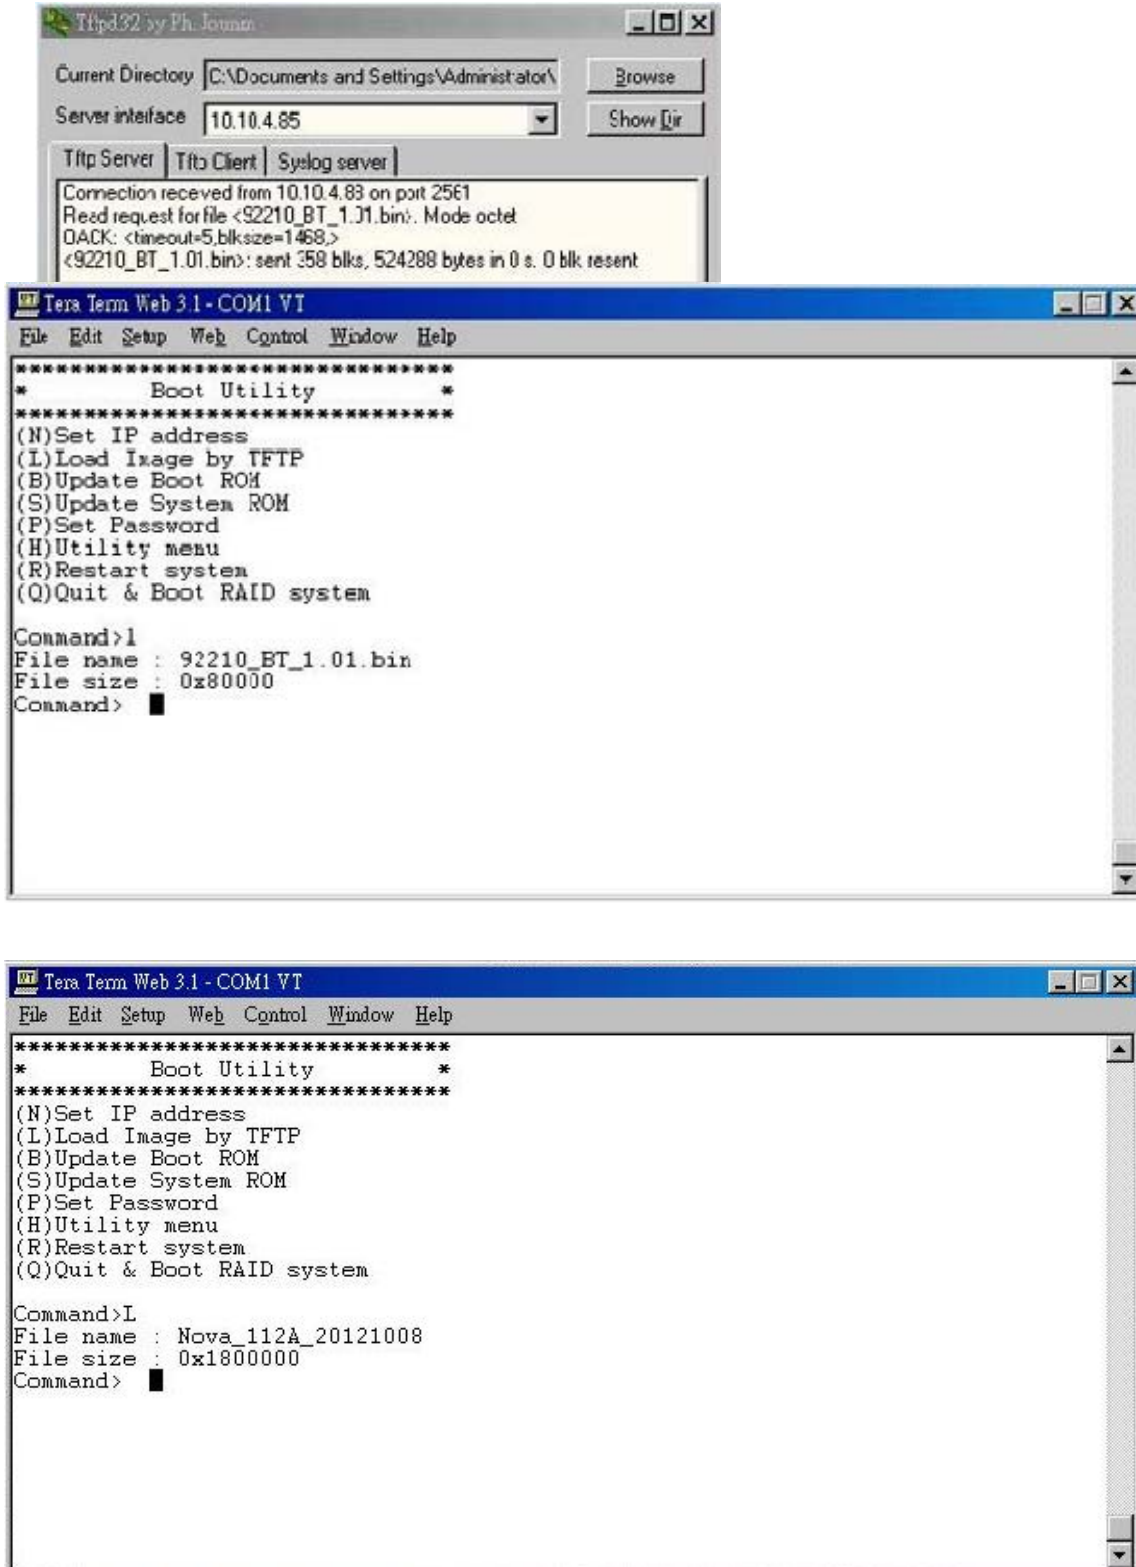 Tftpd32 by Ph. Jounin
Current Directory C:\Documents and Settings\Administrator\ Browse
Server interface 10.10.4.85 Show Dir
Tftp Server Tftp Client Syslog server
Connection received from 10.10.4.83 on port 2561
Read request for file <92210_BT_1.01.bin>. Mode octet
OACK: <timeout=5,blksize=1468,>
<92210_BT_1.01.bin>: sent 358 blks, 524288 bytes in 0 s. 0 blk resent
Tera Term Web 3.1 - COM1 VT
File Edit Setup Web Control Window Help
********************************
* Boot Utility *
********************************
(N)Set IP address
(L)Load Image by TFTP
(B)Update Boot ROM
(S)Update System ROM
(P)Set Password
(H)Utility menu
(R)Restart system
(Q)Quit & Boot RAID system
Command>l
File name : 92210_BT_1.01.bin
File size : 0x80000
Command>
Tera Term Web 3.1 - COM1 VT
File Edit Setup Web Control Window Help
********************************
* Boot Utility *
********************************
(N)Set IP address
(L)Load Image by TFTP
(B)Update Boot ROM
(S)Update System ROM
(P)Set Password
(H)Utility menu
(R)Restart system
(Q)Quit & Boot RAID system
Command>L
File name : Nova_112A_20121008
File size : 0x1800000
Command>